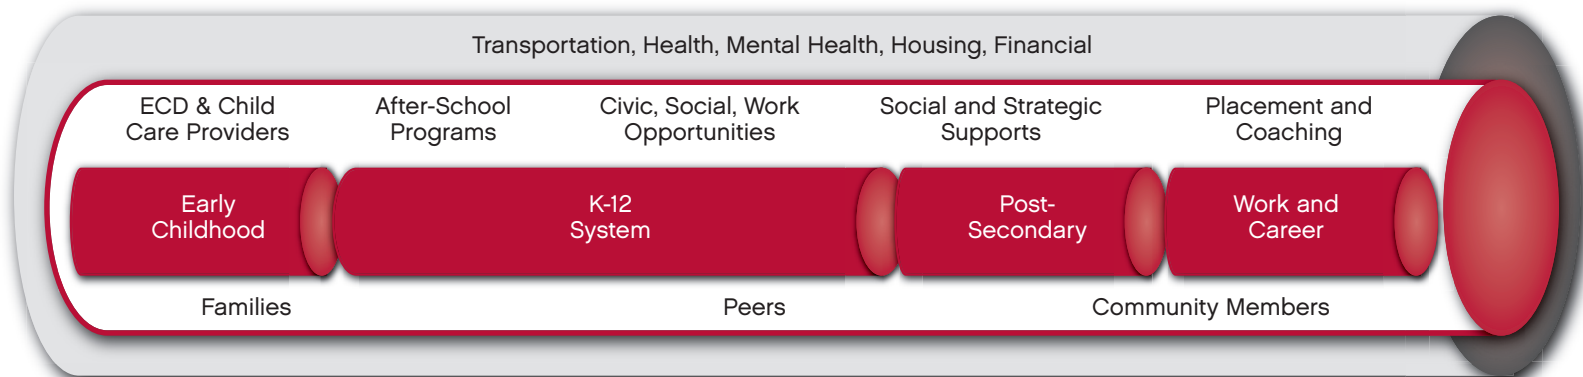 Transportation, Health, Mental Health, Housing, Financial
ECD & Child
Care Providers
After-School
Programs
Civic, Social, Work
Opportunities
Social and Strategic
Supports
Placement and
Coaching
Early
Childhood
K-12
System
Post-
Secondary
Work and
Career
Families
Peers
Community Members